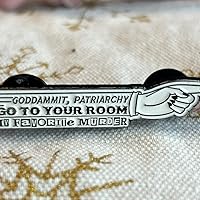 GODDAMMIT, PATRIARCHY
GO TO YOUR ROOM
MY FAVORITE MURDER